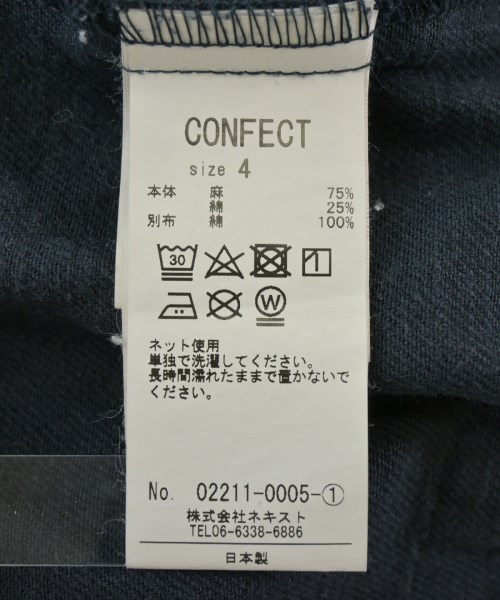 CONFECT
size 4
本体 麻 75%
綿 25%
別布 綿 100%
30
W
ネット使用
単独で洗濯してください。
長時間濡れたままで置かないで
ください。
No. 02211-0005-①
株式会社ネキスト
TEL06-6338-6886
日本製